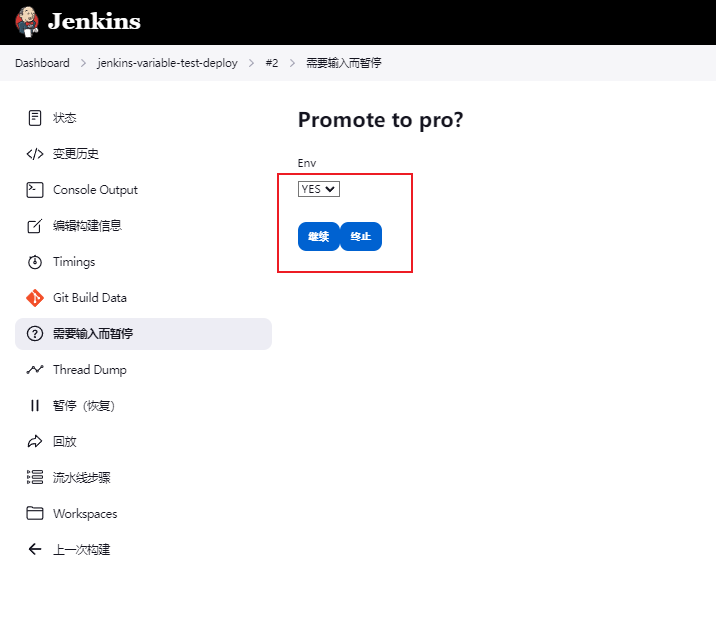 Jenkins
Dashboard > jenkins-variable-test-deploy > #2 > 需要输入而暂停
状态
变更历史
Console Output
编辑构建信息
Timings
Git Build Data
需要输入而暂停
Thread Dump
暂停（恢复）
回放
流水线步骤
Workspaces
上一次构建
Promote to pro?
Env
YES
继续 终止